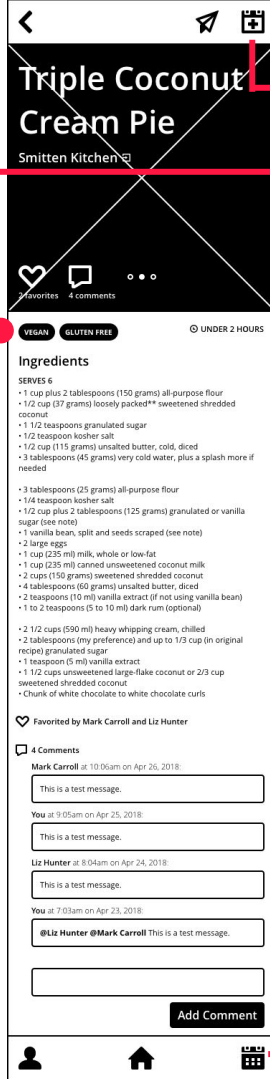 Triple Coconut
Cream Pie
Smitten Kitchen
2 favorites 4 comments
VEGAN GLUTEN FREE UNDER 2 HOURS
Ingredients
SERVES 6
• 1 cup plus 2 tablespoons (150 grams) all-purpose flour
• 1/2 cup (37 grams) loosely packed** sweetened shredded
coconut
• 1 1/2 teaspoons granulated sugar
• 1/2 teaspoon kosher salt
• 1/2 cup (115 grams) unsalted butter, cold, diced
• 3 tablespoons (45 grams) very cold water, plus a splash more if
needed
• 3 tablespoons (25 grams) all-purpose flour
• 1/4 teaspoon kosher salt
• 1/2 cup plus 2 tablespoons (125 grams) granulated or vanilla
sugar (see note)
• 1 vanilla bean, split and seeds scraped (see note)
• 2 large eggs
• 1 cup (235 ml) milk, whole or low-fat
• 1 cup (235 ml) canned unsweetened coconut milk
• 2 cups (150 grams) sweetened shredded coconut
• 4 tablespoons (60 grams) unsalted butter, diced
• 2 teaspoons (10 ml) vanilla extract (if not using vanilla bean)
• 1 to 2 teaspoons (5 to 10 ml) dark rum (optional)
• 2 1/2 cups (590 ml) heavy whipping cream, chilled
• 2 tablespoons (my preference) and up to 1/3 cup (in original
recipe) granulated sugar
• 1 teaspoon (5 ml) vanilla extract
• 1 1/2 cups unsweetened large-flake coconut or 2/3 cup
sweetened shredded coconut
• Chunk of white chocolate to white chocolate curls
Favorited by Mark Carroll and Liz Hunter
4 Comments
Mark Carroll at 10:06am on Apr 26, 2018:
This is a test message.
You at 9:05am on Apr 25, 2018:
This is a test message.
Liz Hunter at 8:04am on Apr 24, 2018:
This is a test message.
You at 7:03am on Apr 23, 2018:
@Liz Hunter @Mark Carroll This is a test message.
Add Comment